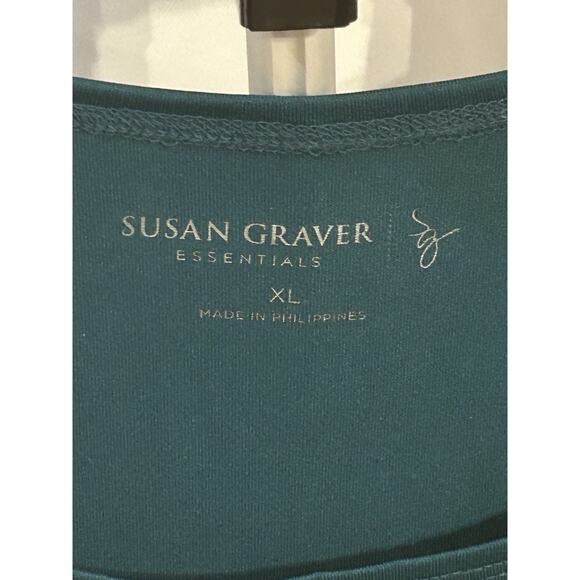 SUSAN GRAVER
ESSENTIALS
XL
MADE IN PHILIPPINES